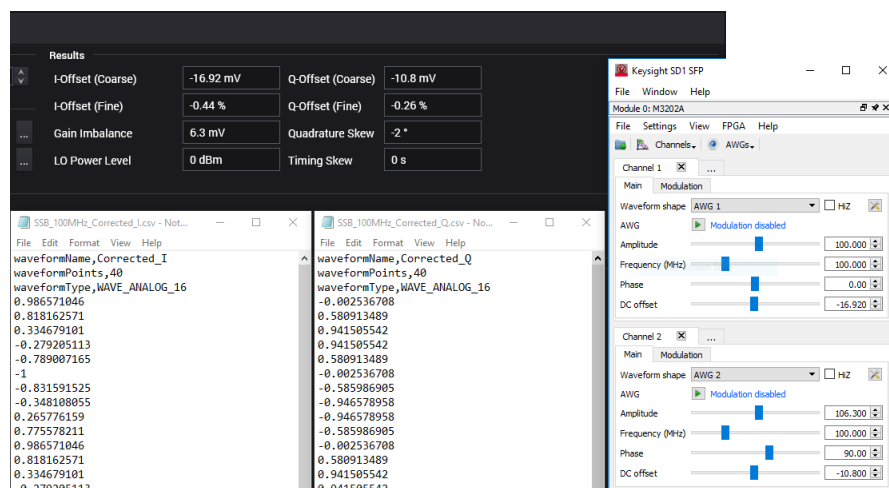 Results
I-Offset (Coarse) -16.92 mV Q-Offset (Coarse) -10.8 mV
I-Offset (Fine) -0.44 % Q-Offset (Fine) -0.26 %
... Gain Imbalance 6.3 mV Quadrature Skew -2 °
... LO Power Level 0 dBm Timing Skew 0 s
SSB_100MHz_Corrected_I.csv - Not...
File Edit Format View Help
waveformName,Corrected_I
waveformPoints,40
waveformType,WAVE_ANALOG_16
0.986571046
0.818162571
0.334679101
-0.279205113
-0.789007165
-1
-0.831591525
-0.348108055
0.265776159
0.775578211
0.986571046
0.818162571
0.334679101
-0.279205113
SSB_100MHz_Corrected_Q.csv - No...
File Edit Format View Help
waveformName,Corrected_Q
waveformPoints,40
waveformType,WAVE_ANALOG_16
-0.002536708
0.580913489
0.941505542
0.941505542
0.580913489
-0.002536708
-0.585986905
-0.946578958
-0.946578958
-0.585986905
-0.002536708
0.580913489
0.941505542
0.941505542
Keysight SD1 SFP
File Window Help
Module 0: M3202A
File Settings View FPGA Help
Channels AWGs
Channel 1 ...
Main Modulation
Waveform shape AWG 1 HiZ
AWG Modulation disabled
Amplitude 100.000
Frequency (MHz) 100.000
Phase 0.00
DC offset -16.920
Channel 2 ...
Main Modulation
Waveform shape AWG 2 HiZ
AWG Modulation disabled
Amplitude 106.300
Frequency (MHz) 100.000
Phase 90.00
DC offset -10.800